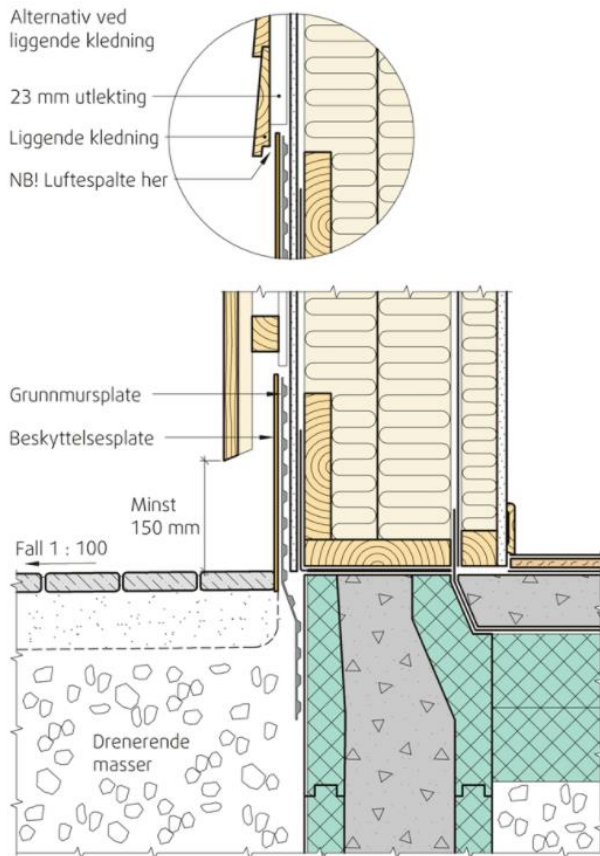 Alternativ ved
liggende kledning
23 mm utlekting
Liggende kledning
NB! Luftespalte her
Grunnmursplate
Beskyttelsesplate
Minst
150 mm
Fall 1 : 100
Drenerende
masser